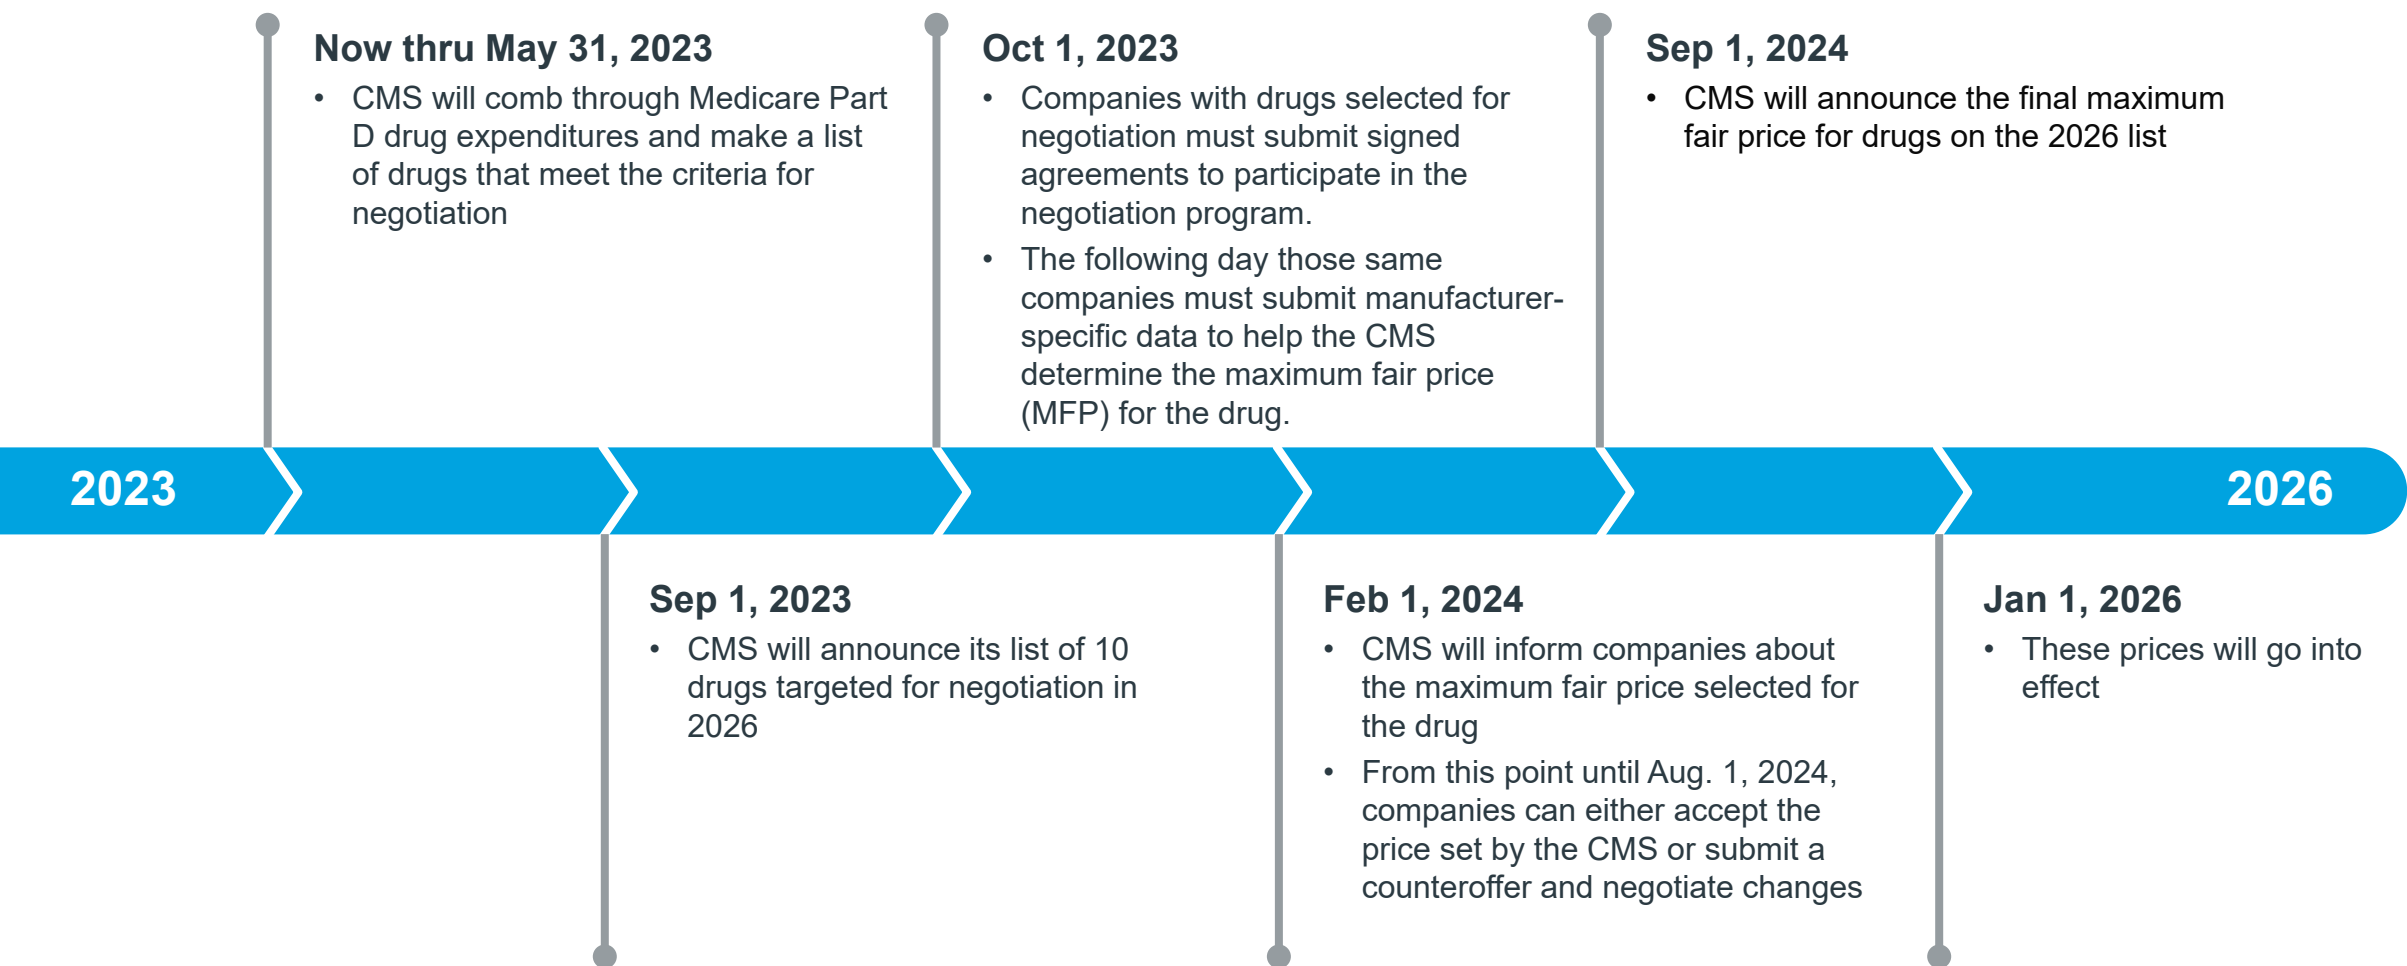 Now thru May 31, 2023
• CMS will comb through Medicare Part
D drug expenditures and make a list
of drugs that meet the criteria for
negotiation
Oct 1, 2023
• Companies with drugs selected for
negotiation must submit signed
agreements to participate in the
negotiation program.
• The following day those same
companies must submit manufacturer-
specific data to help the CMS
determine the maximum fair price
(MFP) for the drug.
Sep 1, 2024
• CMS will announce the final maximum
fair price for drugs on the 2026 list
2023
2026
Sep 1, 2023
• CMS will announce its list of 10
drugs targeted for negotiation in
2026
Feb 1, 2024
• CMS will inform companies about
the maximum fair price selected for
the drug
• From this point until Aug. 1, 2024,
companies can either accept the
price set by the CMS or submit a
counteroffer and negotiate changes
Jan 1, 2026
• These prices will go into
effect